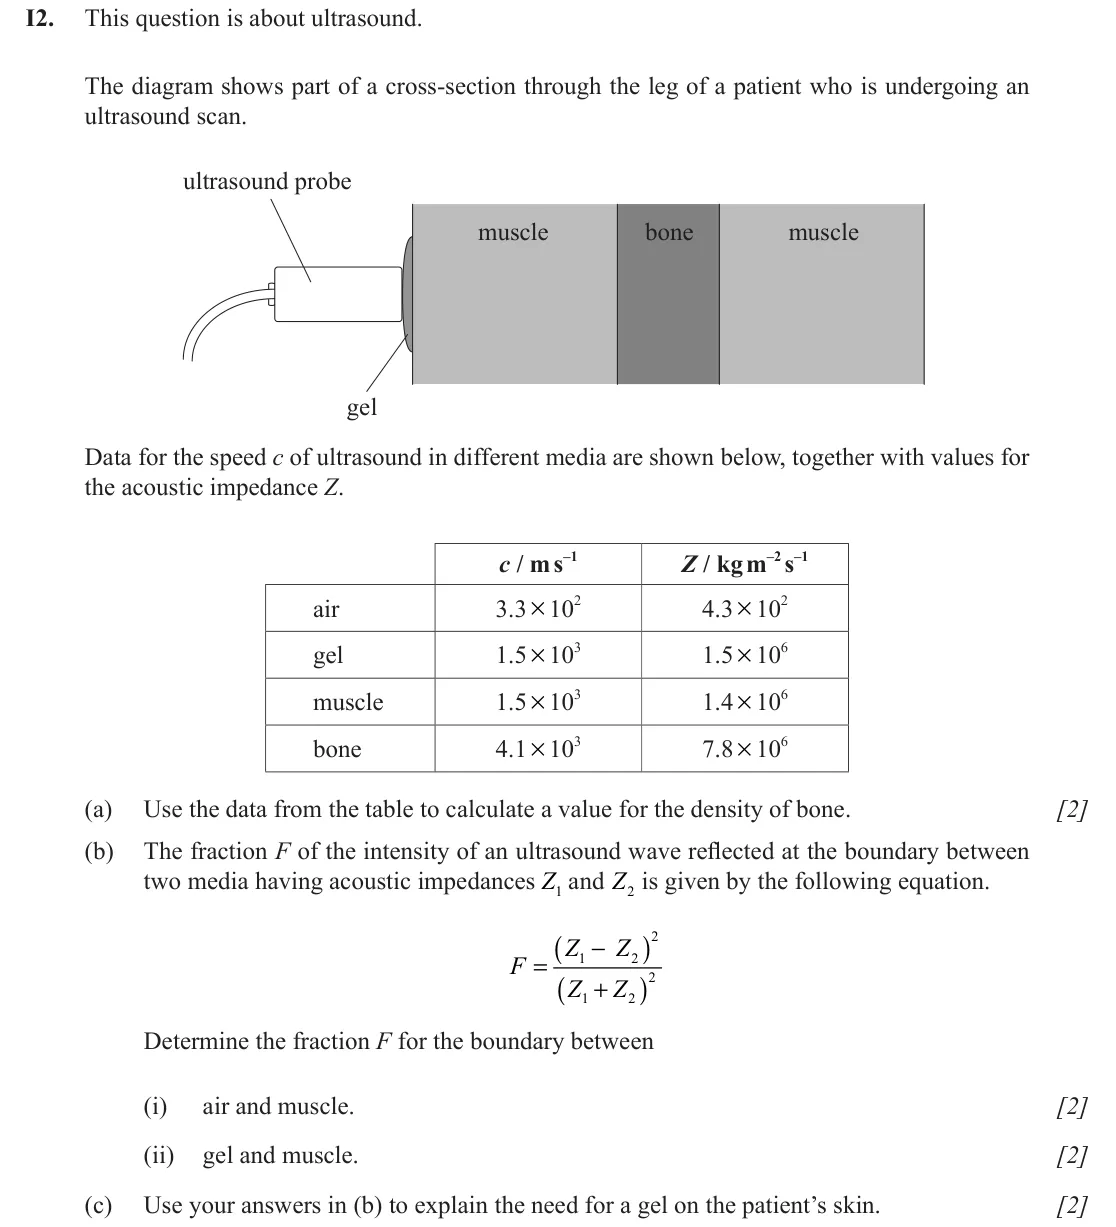 I2. This question is about ultrasound.
The diagram shows part of a cross-section through the leg of a patient who is undergoing an
ultrasound scan.
ultrasound probe
muscle bone muscle
gel
Data for the speed c of ultrasound in different media are shown below, together with values for
the acoustic impedance Z.
c / m s⁻¹ Z / kg m⁻² s⁻¹
air 3.3×10² 4.3×10²
gel 1.5×10³ 1.5×10⁶
muscle 1.5×10³ 1.4×10⁶
bone 4.1×10³ 7.8×10⁶
(a) Use the data from the table to calculate a value for the density of bone. [2]
(b) The fraction F of the intensity of an ultrasound wave reflected at the boundary between
two media having acoustic impedances Z₁ and Z₂ is given by the following equation.
F = (Z₁ − Z₂)² / (Z₁ + Z₂)²
Determine the fraction F for the boundary between
(i) air and muscle. [2]
(ii) gel and muscle. [2]
(c) Use your answers in (b) to explain the need for a gel on the patient's skin. [2]